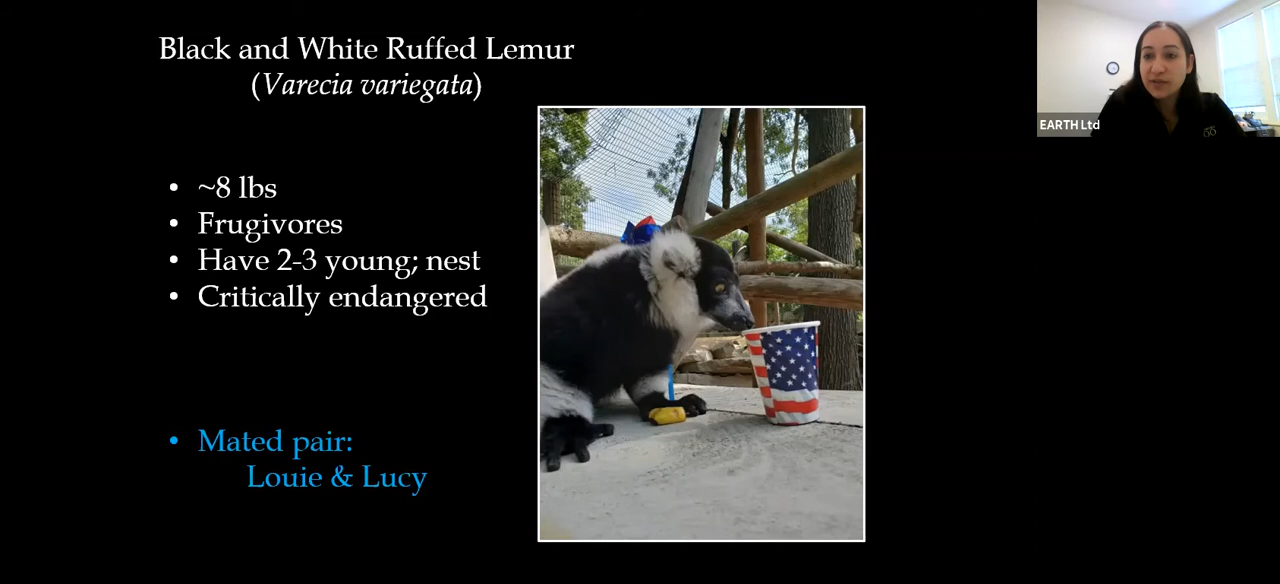 Black and White Ruffed Lemur
(Varecia variegata)
• ~8 lbs
• Frugivores
• Have 2-3 young; nest
• Critically endangered
• Mated pair:
Louie & Lucy
EARTH Ltd